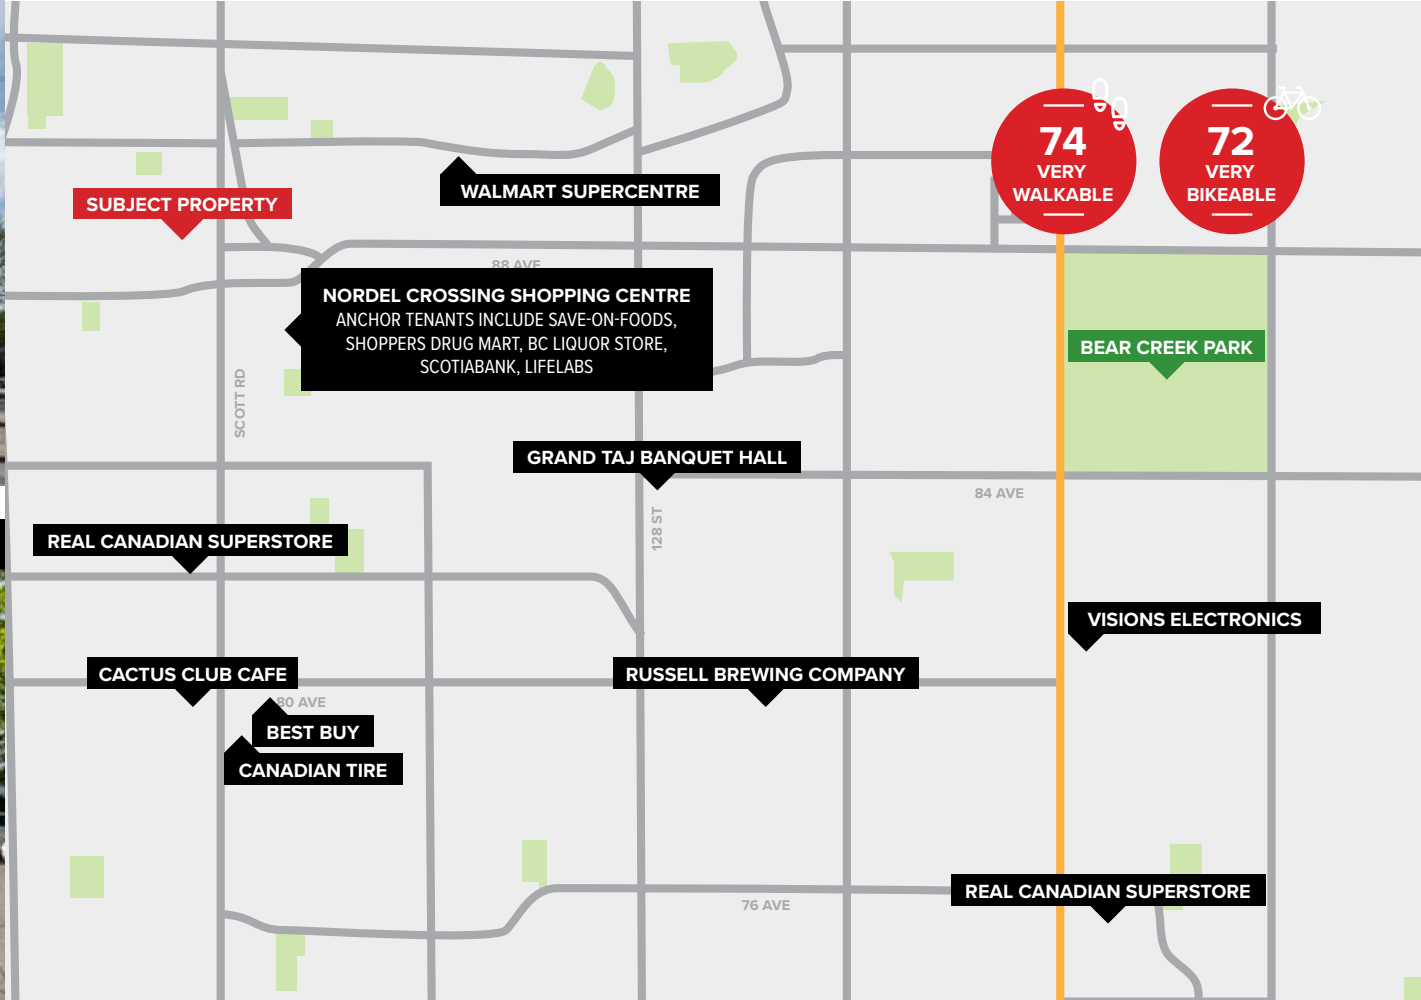 74
VERY
WALKABLE
72
VERY
BIKEABLE
WALMART SUPERCENTRE
SUBJECT PROPERTY
88 AVE
NORDEL CROSSING SHOPPING CENTRE
ANCHOR TENANTS INCLUDE SAVE-ON-FOODS,
SHOPPERS DRUG MART, BC LIQUOR STORE,
SCOTIABANK, LIFELABS
BEAR CREEK PARK
SCOTT RD
GRAND TAJ BANQUET HALL
84 AVE
128 ST
REAL CANADIAN SUPERSTORE
VISIONS ELECTRONICS
CACTUS CLUB CAFE
RUSSELL BREWING COMPANY
80 AVE
BEST BUY
CANADIAN TIRE
REAL CANADIAN SUPERSTORE
76 AVE